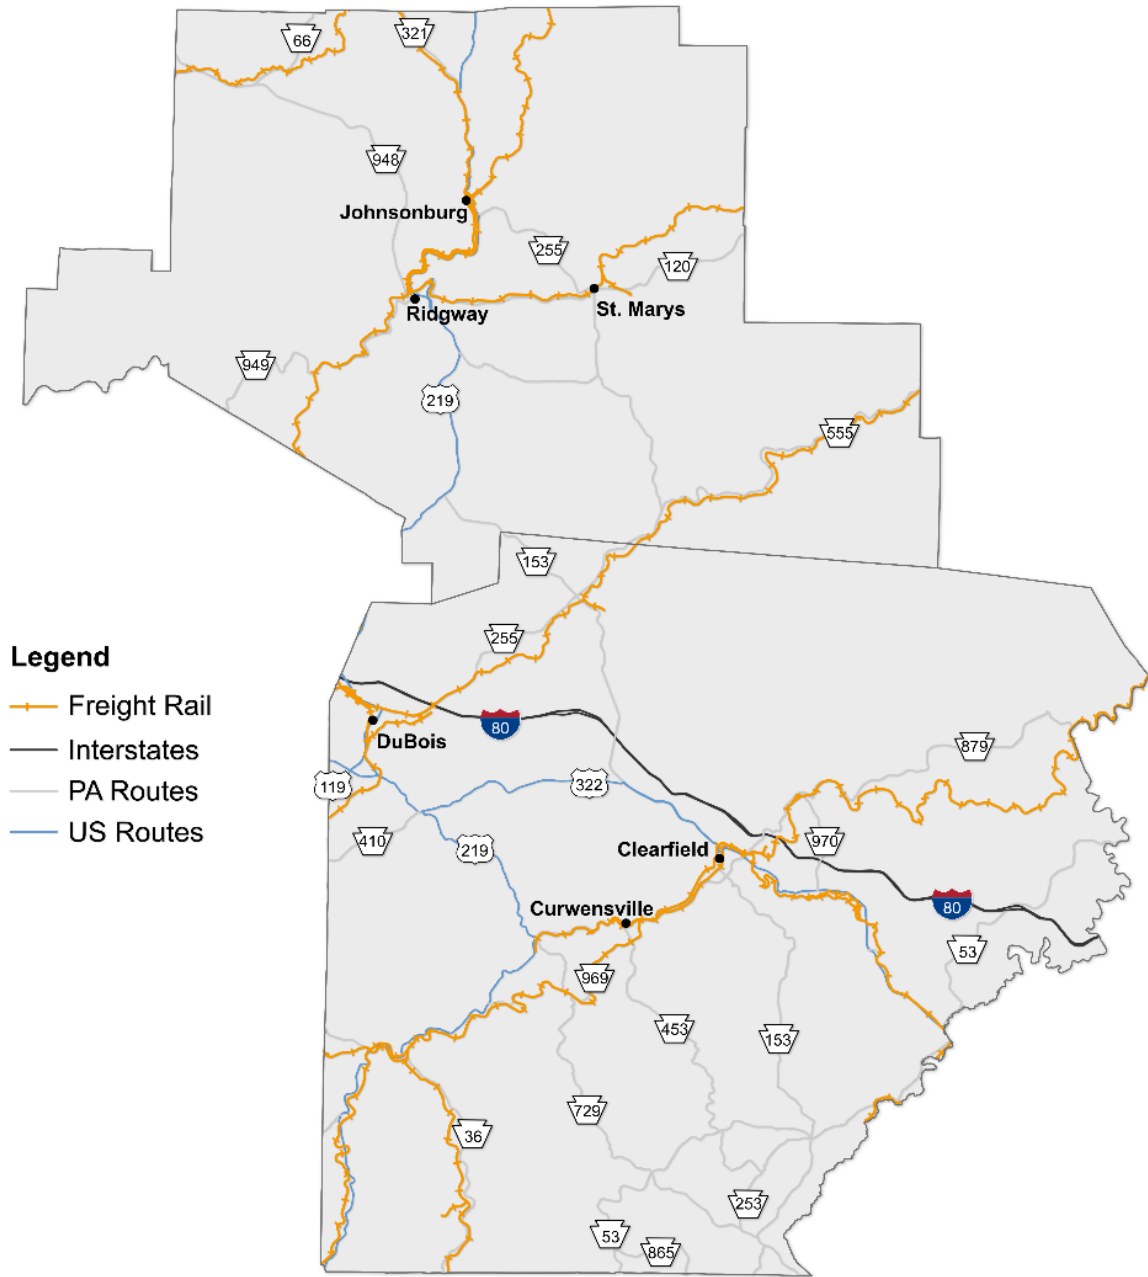 66
321
948
Johnsonburg
255
120
St. Marys
Ridgway
949
219
555
153
255
Legend
Freight Rail
Interstates
PA Routes
US Routes
80
DuBois
879
119
322
410
219
970
Clearfield
80
Curwensville
53
969
453
153
729
36
253
53
865